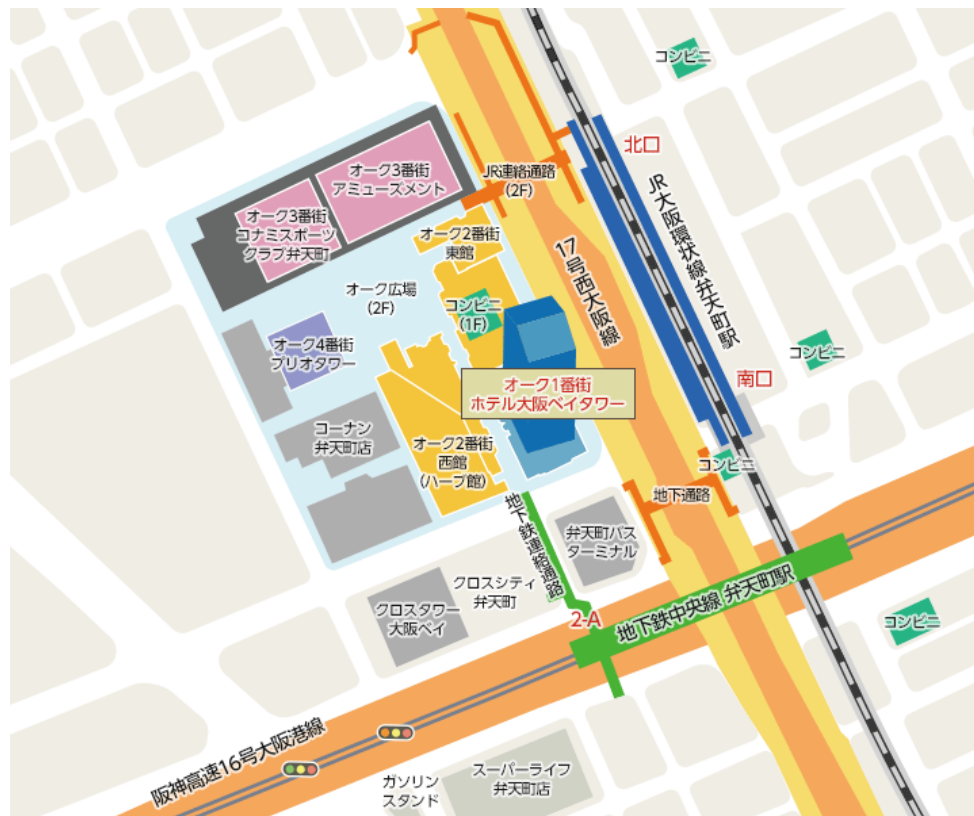 コンビニ
北口
オーク3番街
アミューズメント
JR連絡通路
(2F)
オーク3番街
コナミスポーツ
クラブ弁天町
オーク2番街
東館
JR大阪環状線弁天町駅
17号西大阪線
オーク広場
(2F)
コンビニ
(1F)
オーク4番街
プリオタワー
コンビニ
南口
オーク1番街
ホテル大阪ベイタワー
コーナン
弁天町店
オーク2番街
西館
(ハーブ館)
コンビニ
地下通路
地下鉄連絡通路
弁天町バス
ターミナル
クロスシティ
弁天町
クロスタワー
大阪ベイ
2-A
地下鉄中央線 弁天町駅
コンビニ
阪神高速16号大阪港線
ガソリン
スタンド
スーパーライフ
弁天町店